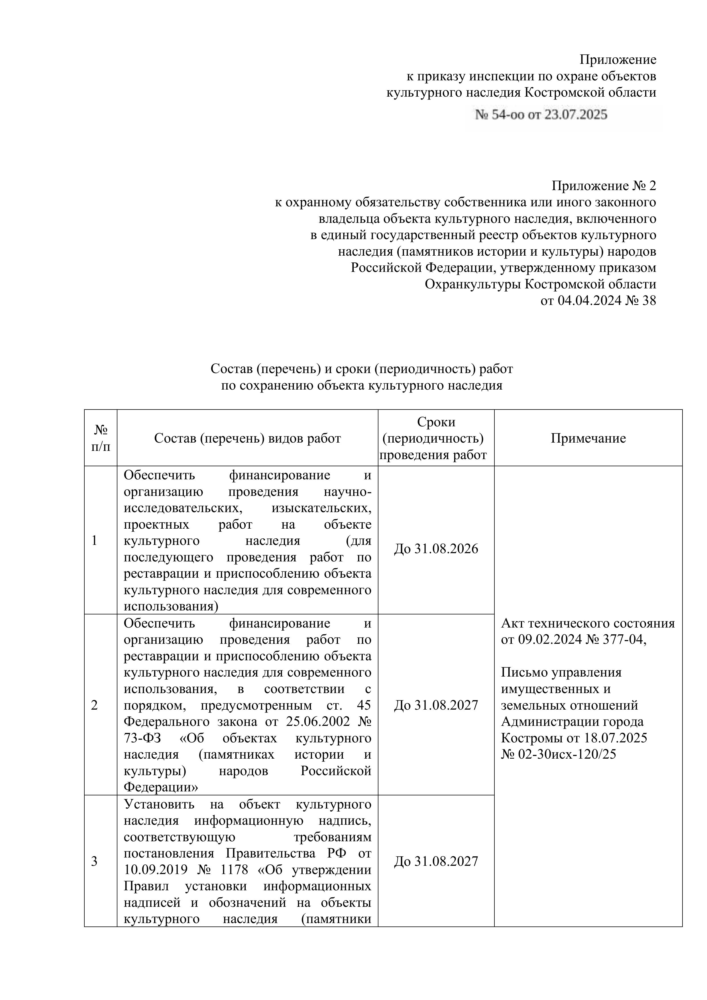 Приложение
к приказу инспекции по охране объектов
культурного наследия Костромской области
№ 54-оо от 23.07.2025
Приложение № 2
к охранному обязательству собственника или иного законного
владельца объекта культурного наследия, включенного
в единый государственный реестр объектов культурного
наследия (памятников истории и культуры) народов
Российской Федерации, утвержденному приказом
Охранкультуры Костромской области
от 04.04.2024 № 38
Состав (перечень) и сроки (периодичность) работ
по сохранению объекта культурного наследия
№
п/п
Состав (перечень) видов работ
Сроки
(периодичность)
проведения работ
Примечание
1
Обеспечить финансирование и
организацию проведения научно-
исследовательских, изыскательских,
проектных работ на объекте
культурного наследия (для
последующего проведения работ по
реставрации и приспособлению объекта
культурного наследия для современного
использования)
До 31.08.2026
2
Обеспечить финансирование и
организацию проведения работ по
реставрации и приспособлению объекта
культурного наследия для современного
использования, в соответствии с
порядком, предусмотренным ст. 45
Федерального закона от 25.06.2002 №
73-ФЗ «Об объектах культурного
наследия (памятниках истории и
культуры) народов Российской
Федерации»
До 31.08.2027
Акт технического состояния
от 09.02.2024 № 377-04,
Письмо управления
имущественных и
земельных отношений
Администрации города
Костромы от 18.07.2025
№ 02-30исх-120/25
3
Установить на объект культурного
наследия информационную надпись,
соответствующую требованиям
постановления Правительства РФ от
10.09.2019 № 1178 «Об утверждении
Правил установки информационных
надписей и обозначений на объекты
культурного наследия (памятники
До 31.08.2027